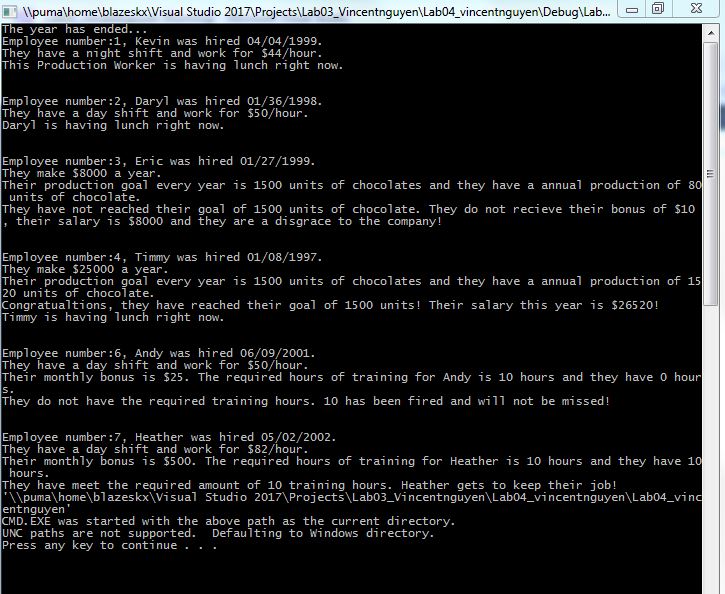 \\puma\home\blazeskx\Visual Studio 2017\Projects\Lab03_Vincentnguyen\Lab04_vincentnguyen\Debug\Lab...
The year has ended...
Employee number:1, Kevin was hired 04/04/1999.
They have a night shift and work for $44/hour.
This Production Worker is having lunch right now.
Employee number:2, Daryl was hired 01/36/1998.
They have a day shift and work for $50/hour.
Daryl is having lunch right now.
Employee number:3, Eric was hired 01/27/1999.
They make $8000 a year.
Their production goal every year is 1500 units of chocolates and they have a annual production of 80
 units of chocolate.
They have not reached their goal of 1500 units of chocolate. They do not recieve their bonus of $10
, their salary is $8000 and they are a disgrace to the company!
Employee number:4, Timmy was hired 01/08/1997.
They make $25000 a year.
Their production goal every year is 1500 units of chocolates and they have a annual production of 15
20 units of chocolate.
Congratualtions, they have reached their goal of 1500 units! Their salary this year is $26520!
Timmy is having lunch right now.
Employee number:6, Andy was hired 06/09/2001.
They have a day shift and work for $50/hour.
Their monthly bonus is $25. The required hours of training for Andy is 10 hours and they have 0 hour
s.
They do not have the required training hours. 10 has been fired and will not be missed!
Employee number:7, Heather was hired 05/02/2002.
They have a day shift and work for $82/hour.
Their monthly bonus is $500. The required hours of training for Heather is 10 hours and they have 10
 hours.
They have meet the required amount of 10 training hours. Heather gets to keep their job!
'\\puma\home\blazeskx\Visual Studio 2017\Projects\Lab03_Vincentnguyen\Lab04_vincentnguyen\Lab04_vinc
entnguyen'
CMD.EXE was started with the above path as the current directory.
UNC paths are not supported.  Defaulting to Windows directory.
Press any key to continue . . .